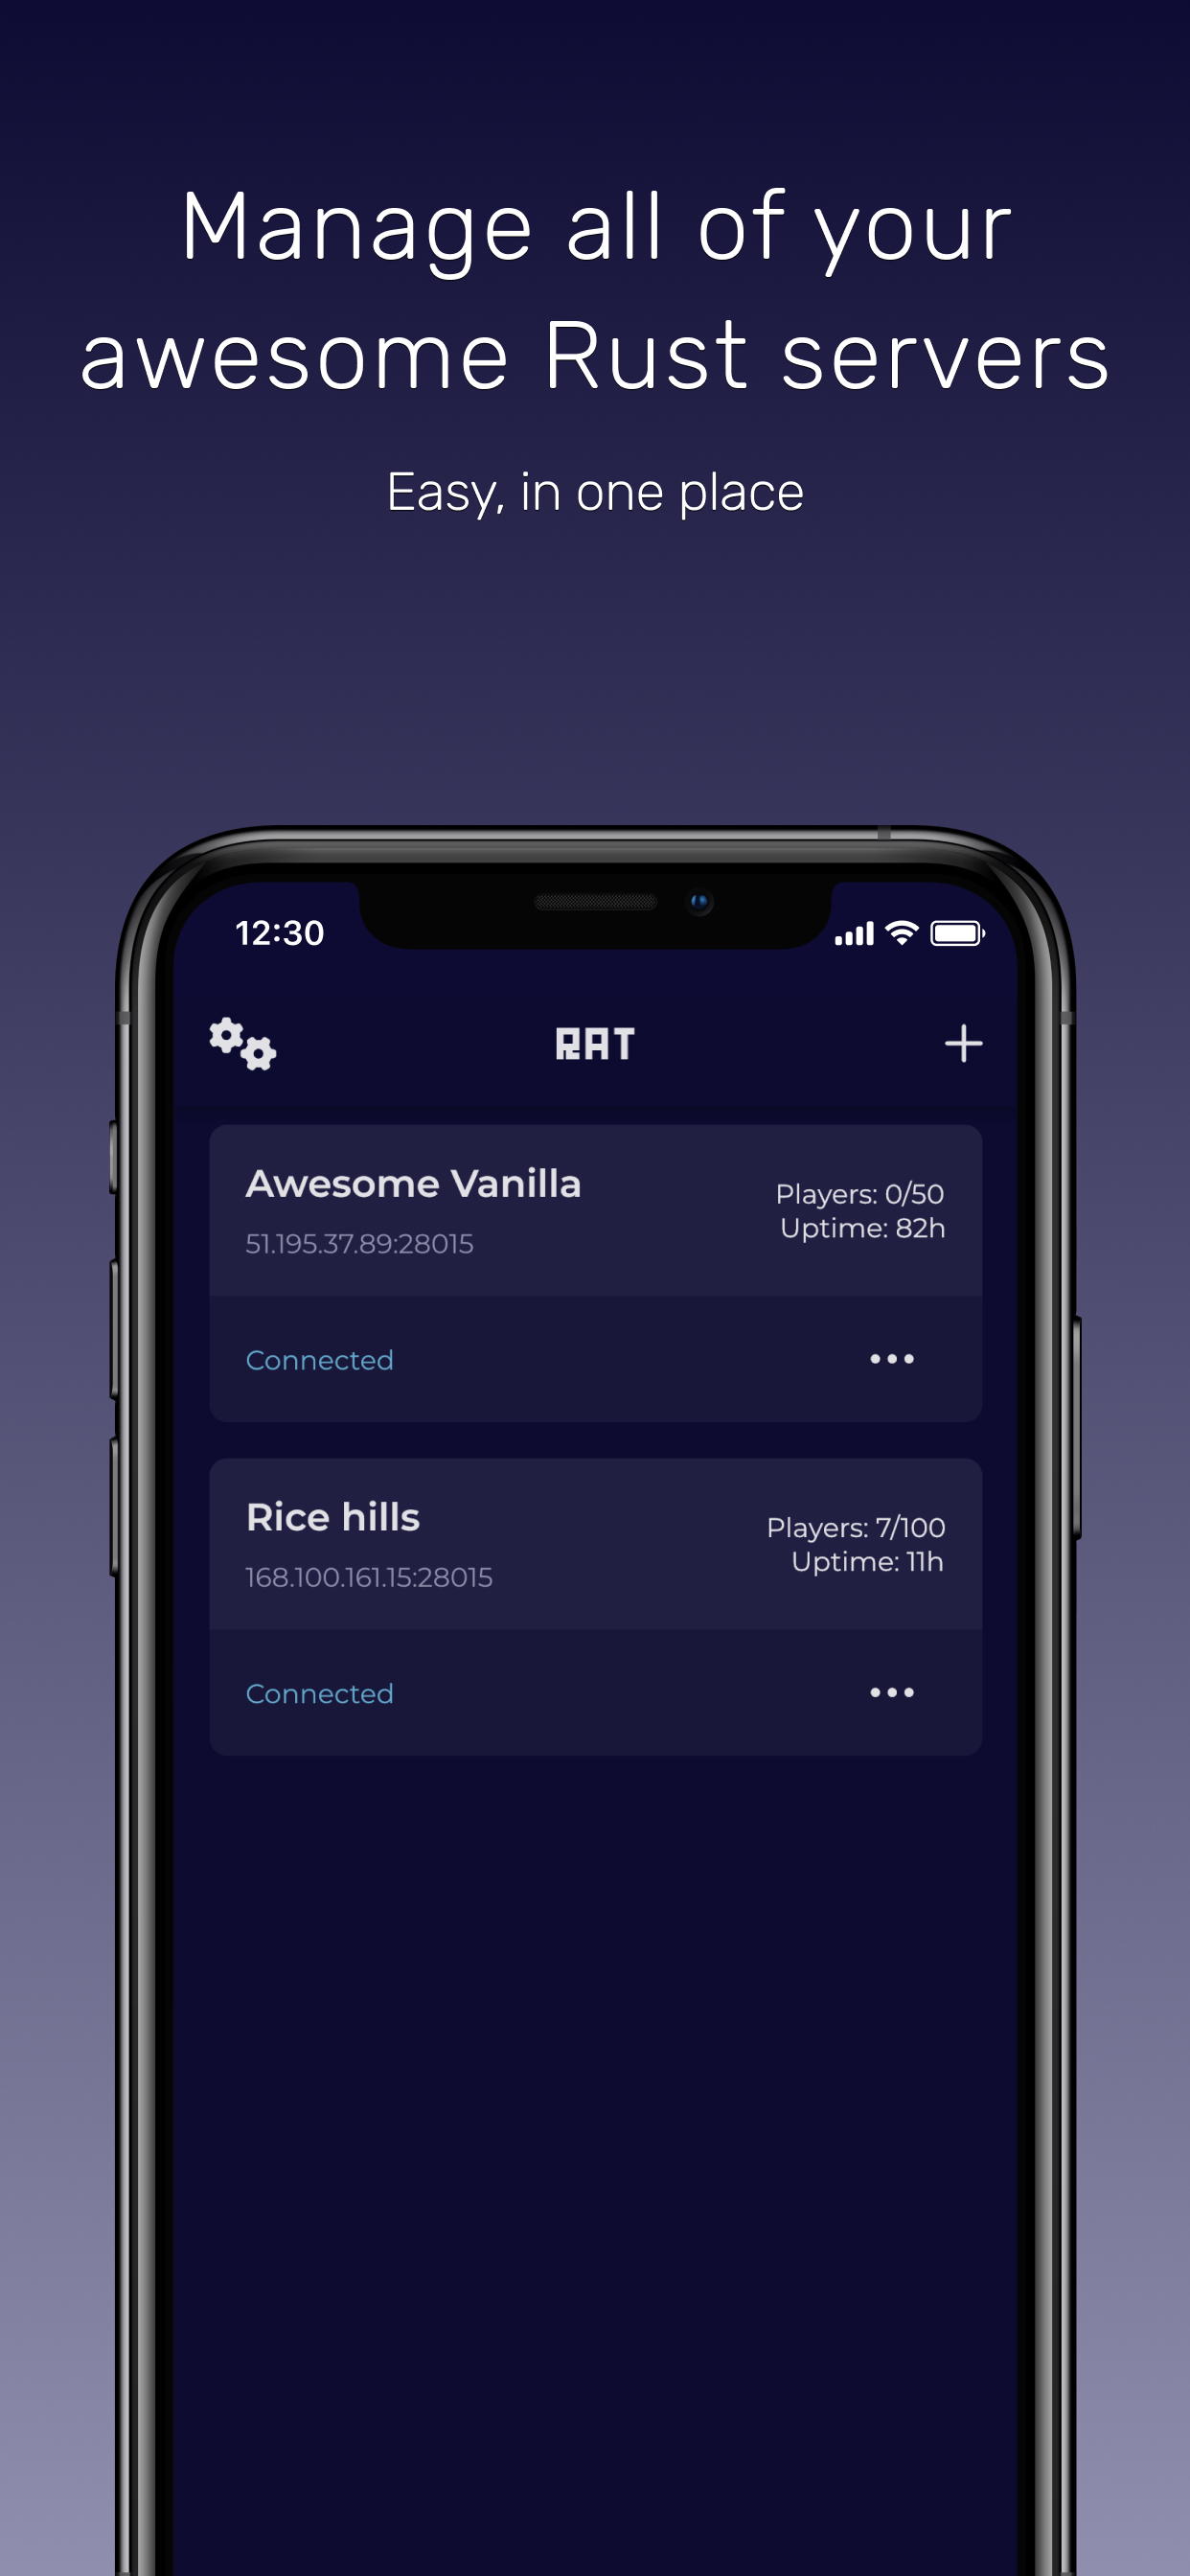 Manage all of your
awesome Rust servers
Easy, in one place
12:30
RAT
Awesome Vanilla
51.195.37.89:28015
Players: 0/50
Uptime: 82h
Connected
Rice hills
168.100.161.15:28015
Players: 7/100
Uptime: 11h
Connected